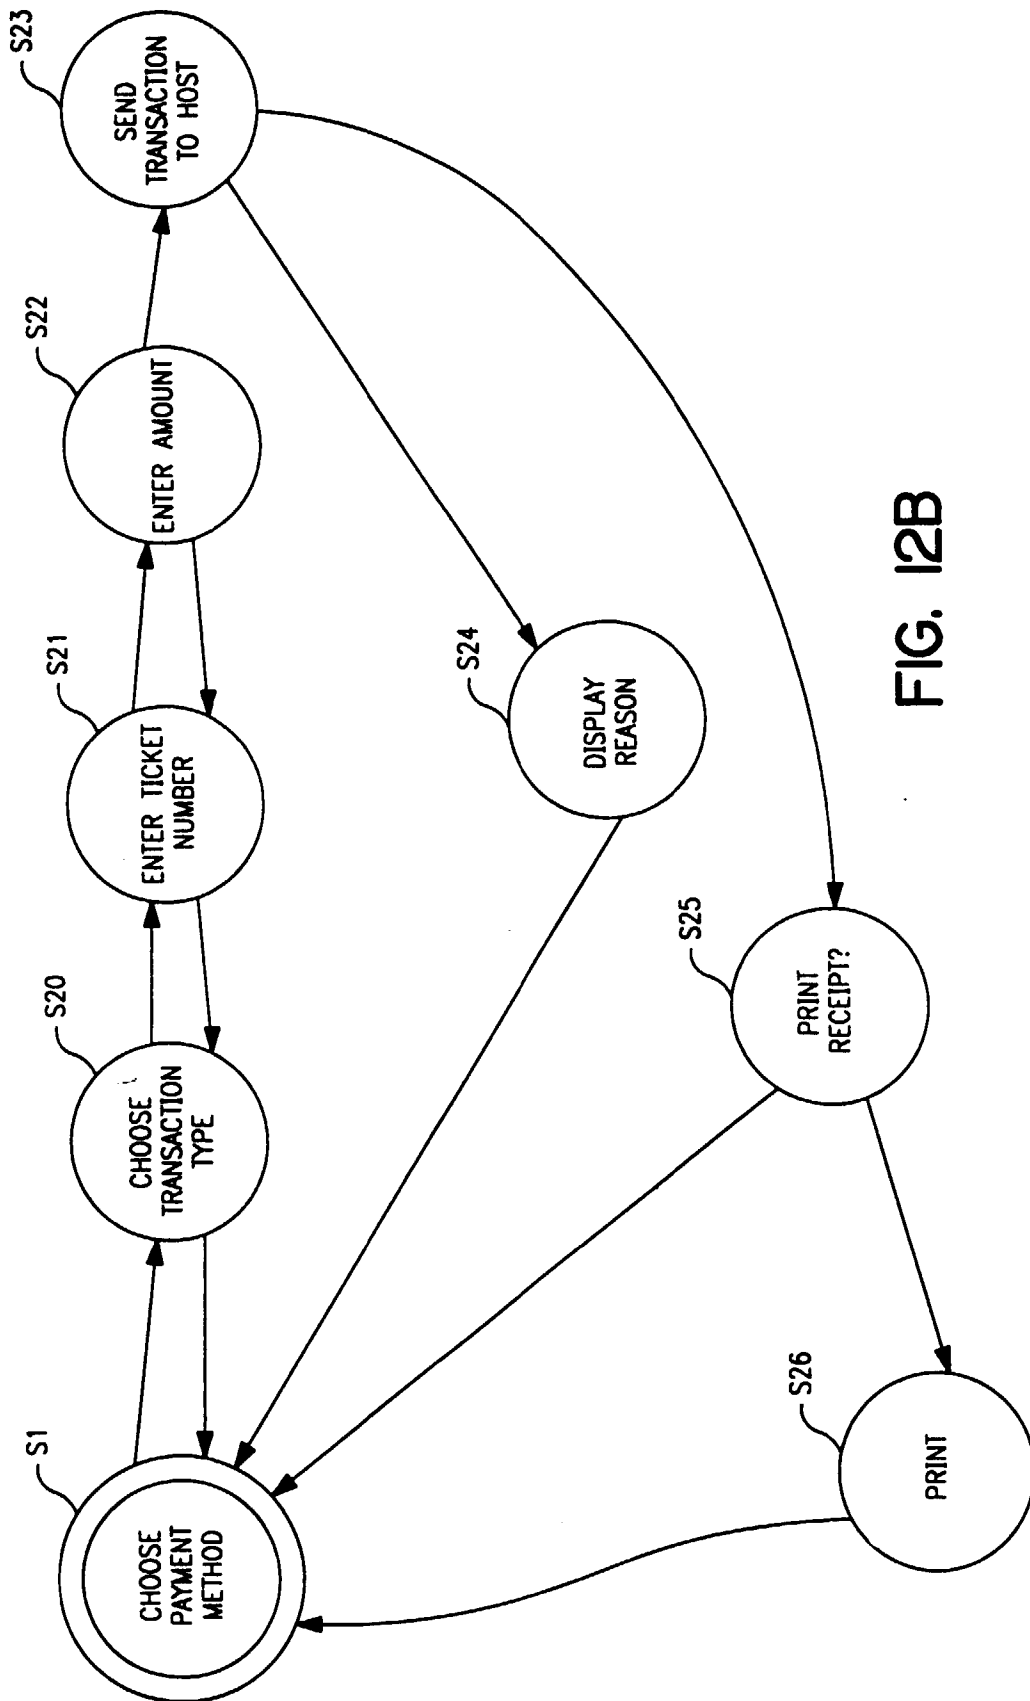 S1
CHOOSE
PAYMENT
METHOD
S20
CHOOSE
TRANSACTION
TYPE
S21
ENTER TICKET
NUMBER
S22
ENTER AMOUNT
S23
SEND
TRANSACTION
TO HOST
S24
DISPLAY
REASON
S25
PRINT
RECEIPT?
S26
PRINT
FIG. 12B